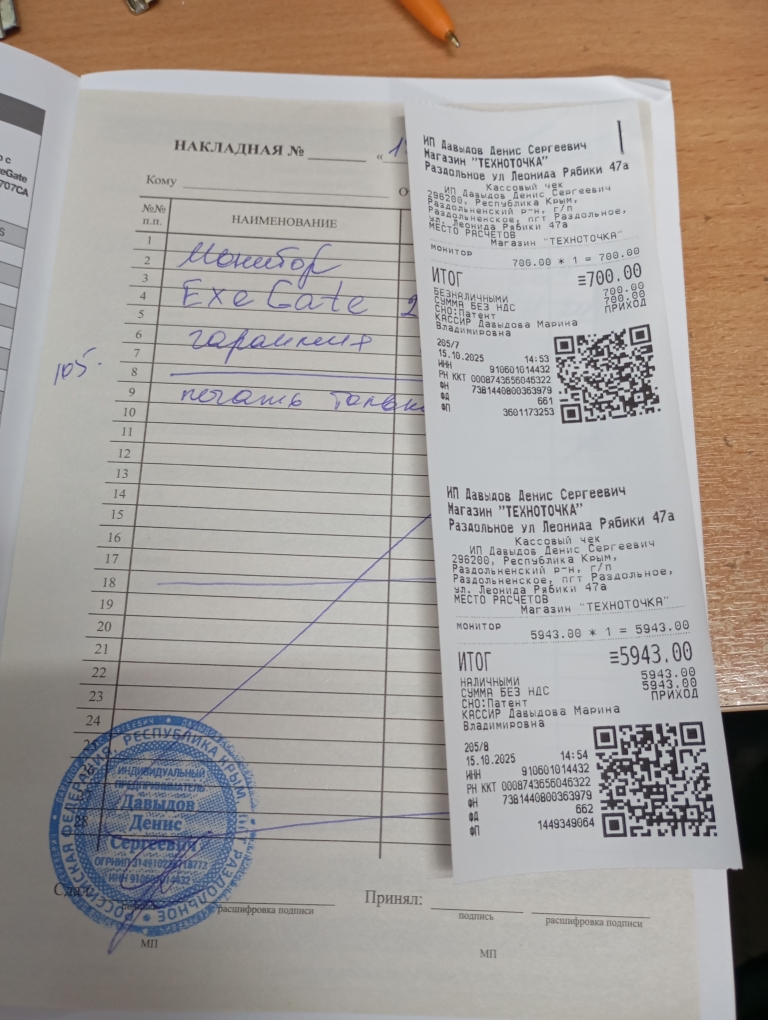 о с
eGate
707CA
S
НАКЛАДНАЯ №
«
Кому
№№
п.п.
НАИМЕНОВАНИЕ
1
2
Монитор
3
4
ExeGate 2
5
6
гарантия
7
8
105.
9
печать только
10
11
12
13
14
15
16
17
18
19
20
21
22
23
24
РОССИЙСКАЯ ФЕДЕРАЦИЯ, РЕСПУБЛИКА КРЫМ, ПГТ РАЗДОЛЬНОЕ
ИНДИВИДУАЛЬНЫЙ
ПРЕДПРИНИМАТЕЛЬ
Давыдов
Денис
Сергеевич
ИНН 910601014432
Сдал:
расшифровка подписи
МП
Принял:
подпись
расшифровка подписи
МП
ИП Давыдов Денис Сергеевич
Магазин "ТЕХНОТОЧКА"
Раздольное ул Леонида Рябики 47а
Кассовый чек
ИП Давыдов Денис Сергеевич
296200, Республика Крым,
Раздольненский р-н, г/п
Раздольненское, пгт Раздольное,
ул. Леонида Рябики 47а
МЕСТО РАСЧЕТОВ
Магазин "ТЕХНОТОЧКА"
монитор
700.00 * 1 = 700.00
ИТОГ ≡700.00
БЕЗНАЛИЧНЫМИ 700.00
СУММА БЕЗ НДС 700.00
СНО:Патент ПРИХОД
КАССИР Давыдова Марина
Владимировна
205/7
15.10.2025 14:53
ИНН 910601014432
РН ККТ 0008743656046322
ФН 7381440800363979
ФД 661
ФП 3601173253
ИП Давыдов Денис Сергеевич
Магазин "ТЕХНОТОЧКА"
Раздольное ул Леонида Рябики 47а
Кассовый чек
ИП Давыдов Денис Сергеевич
296200, Республика Крым,
Раздольненский р-н, г/п
Раздольненское, пгт Раздольное,
ул. Леонида Рябики 47а
МЕСТО РАСЧЕТОВ
Магазин "ТЕХНОТОЧКА"
монитор
5943.00 * 1 = 5943.00
ИТОГ ≡5943.00
НАЛИЧНЫМИ 5943.00
СУММА БЕЗ НДС 5943.00
СНО:Патент ПРИХОД
КАССИР Давыдова Марина
Владимировна
205/8
15.10.2025 14:54
ИНН 910601014432
РН ККТ 0008743656046322
ФН 7381440800363979
ФД 662
ФП 1449349064